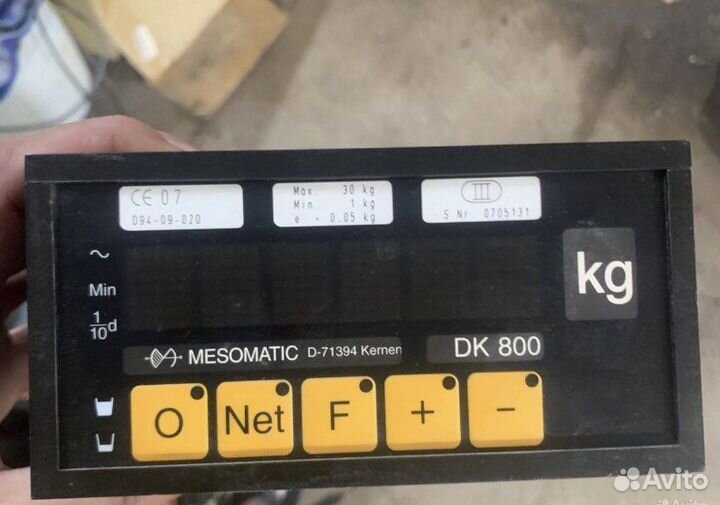 CE 07
D94-09-020
Max. 30 kg
Min. 1 kg
e = 0.05 kg
III
S Nr 0705131
~
Min
1/10 d
kg
MESOMATIC D-71394 Kernen
DK 800
O Net F + −
Avito
Avito